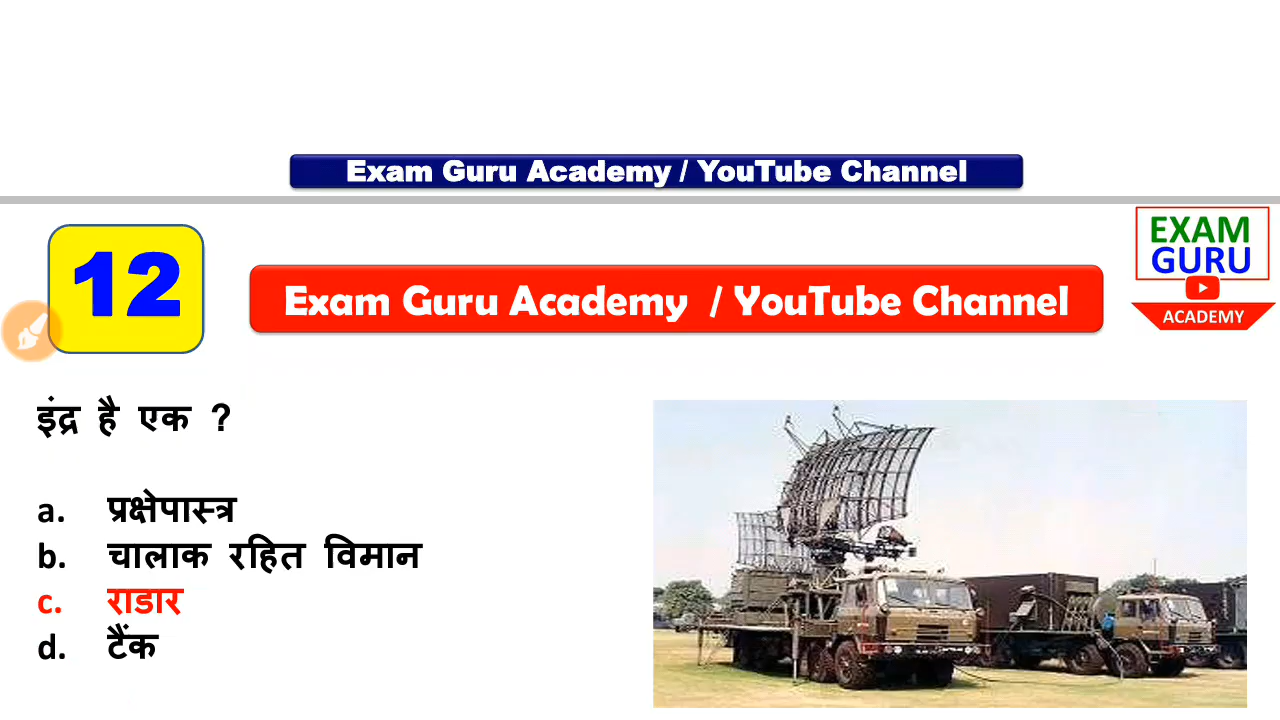 Exam Guru Academy / YouTube Channel
12
Exam Guru Academy / YouTube Channel
EXAM
GURU
ACADEMY
इंद्र है एक ?
a. प्रक्षेपास्त्र
b. चालाक रहित विमान
c. राडार
d. टैंक